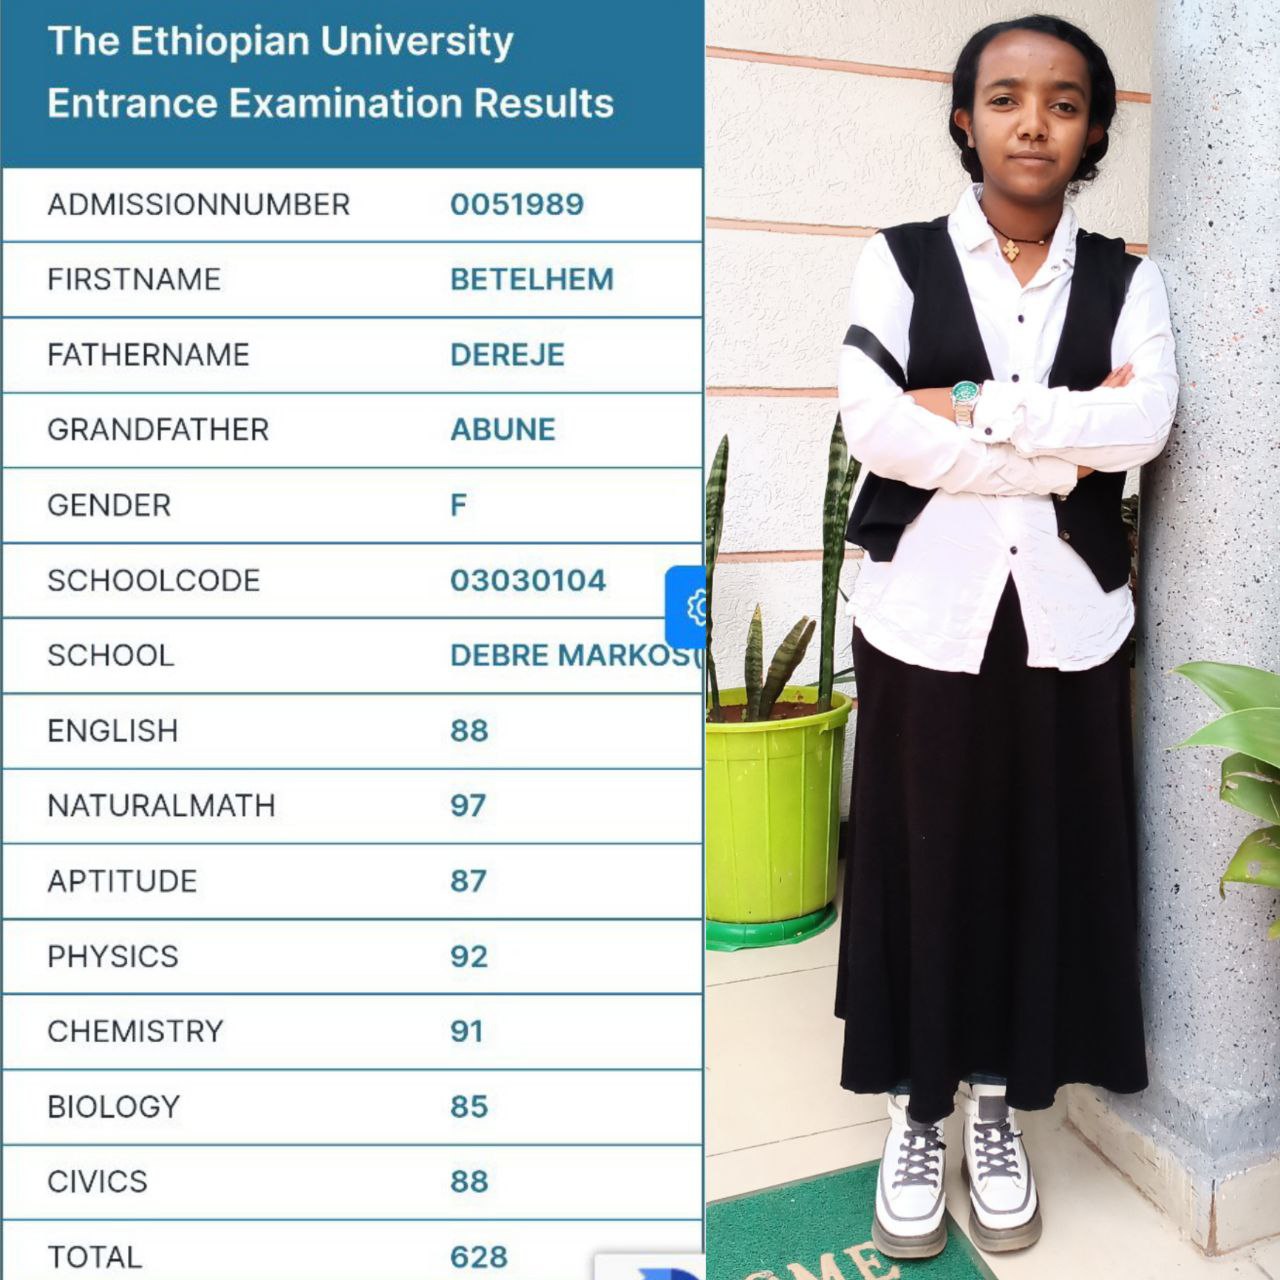 The Ethiopian University
Entrance Examination Results
ADMISSIONNUMBER 0051989
FIRSTNAME BETELHEM
FATHERNAME DEREJE
GRANDFATHER ABUNE
GENDER F
SCHOOLCODE 03030104
SCHOOL DEBRE MARKOS(
ENGLISH 88
NATURALMATH 97
APTITUDE 87
PHYSICS 92
CHEMISTRY 91
BIOLOGY 85
CIVICS 88
TOTAL 628
OME